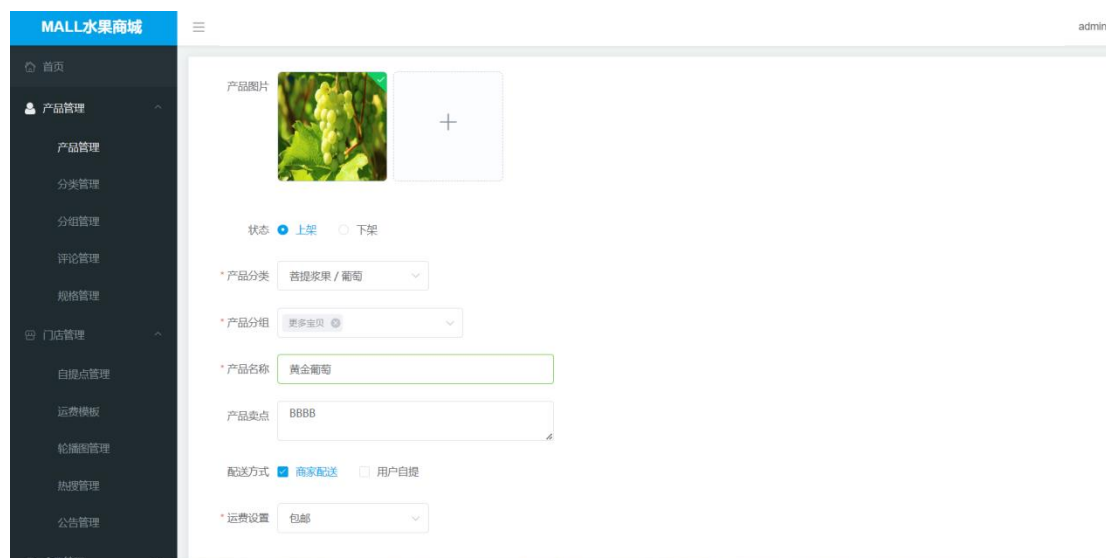 MALL水果商城
admin
首页
产品管理
产品管理
分类管理
分组管理
评论管理
规格管理
门店管理
自提点管理
运费模板
轮播图管理
热搜管理
公告管理
产品图片
状态 上架 下架
* 产品分类 菩提浆果 / 葡萄
* 产品分组 更多宝贝
* 产品名称 黄金葡萄
产品卖点 BBBB
配送方式 商家配送 用户自提
* 运费设置 包邮